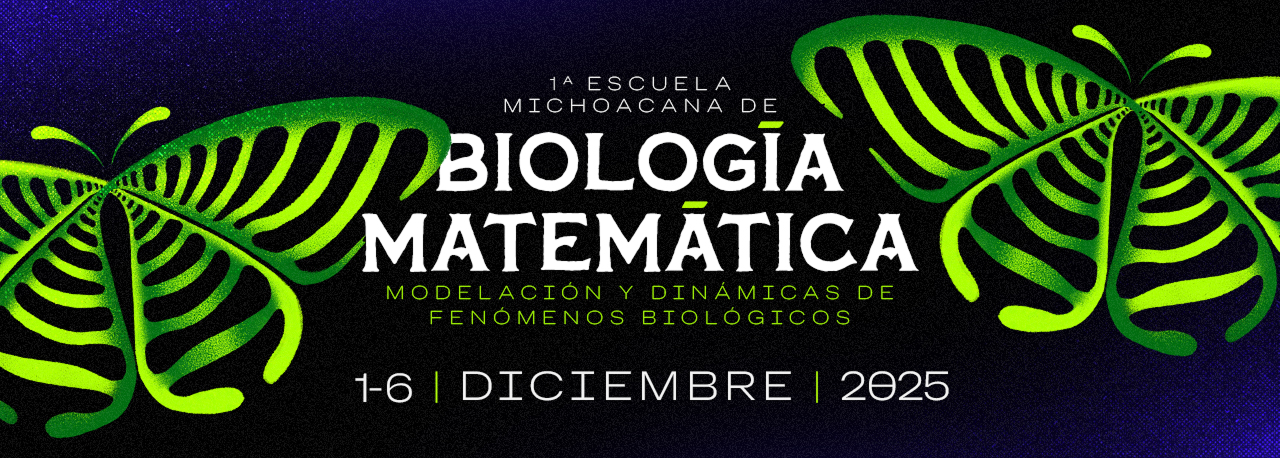 1ª ESCUELA
MICHOACANA DE
BIOLOGÍA
MATEMÁTICA
MODELACIÓN Y DINÁMICAS DE
FENÓMENOS BIOLÓGICOS
1-6 | DICIEMBRE | 2025